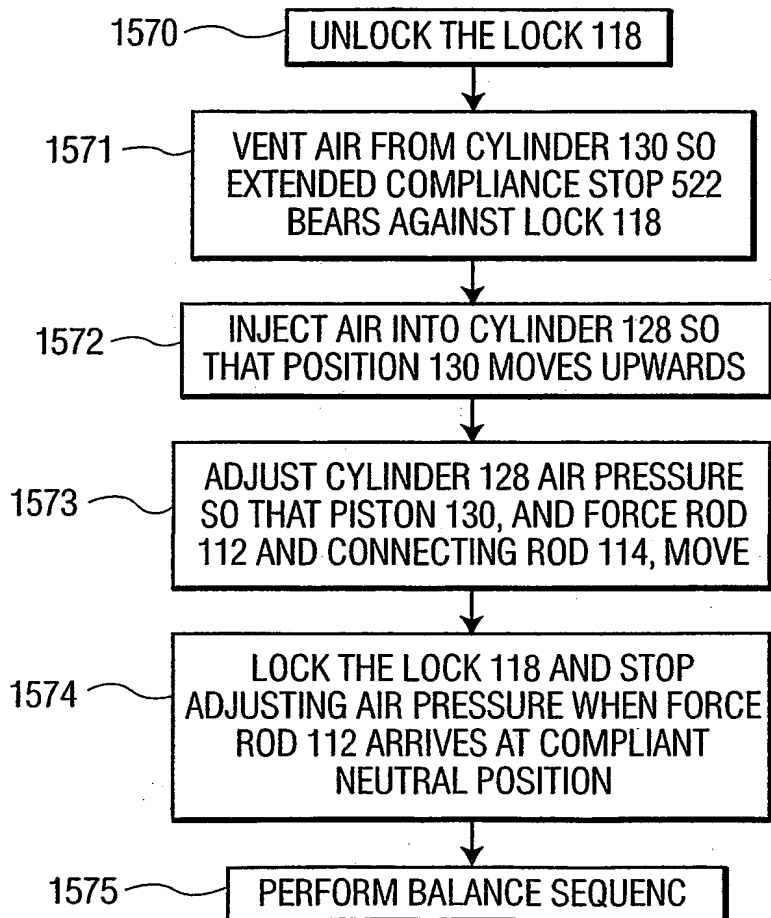 1570
UNLOCK THE LOCK 118
1571
VENT AIR FROM CYLINDER 130 SO
EXTENDED COMPLIANCE STOP 522
BEARS AGAINST LOCK 118
1572
INJECT AIR INTO CYLINDER 128 SO
THAT POSITION 130 MOVES UPWARDS
1573
ADJUST CYLINDER 128 AIR PRESSURE
SO THAT PISTON 130, AND FORCE ROD
112 AND CONNECTING ROD 114, MOVE
1574
LOCK THE LOCK 118 AND STOP
ADJUSTING AIR PRESSURE WHEN FORCE
ROD 112 ARRIVES AT COMPLIANT
NEUTRAL POSITION
1575
PERFORM BALANCE SEQUENC